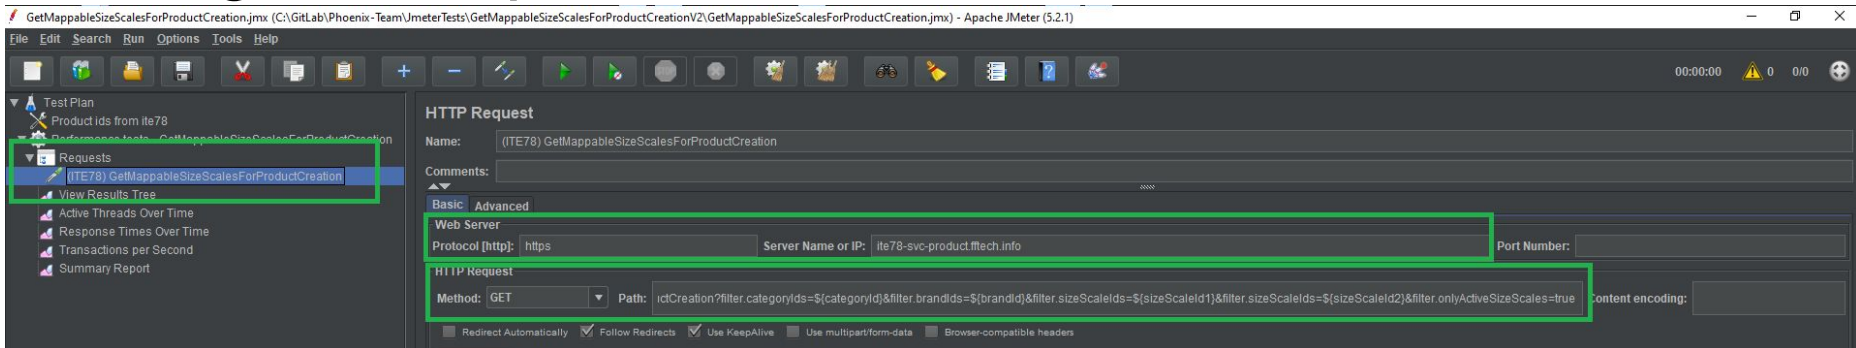 GetMappableSizeScalesForProductCreation.jmx (C:\GitLab\Phoenix-Team\JmeterTests\GetMappableSizeScalesForProductCreationV2\GetMappableSizeScalesForProductCreation.jmx) - Apache JMeter (5.2.1)
File Edit Search Run Options Tools Help
00:00:00 0 0/0
Test Plan
Product ids from ite78
Performance tests - GetMappableSizeScalesForProductCreation
Requests
(ITE78) GetMappableSizeScalesForProductCreation
View Results Tree
Active Threads Over Time
Response Times Over Time
Transactions per Second
Summary Report
HTTP Request
Name: (ITE78) GetMappableSizeScalesForProductCreation
Comments:
Basic Advanced
Web Server
Protocol [http]: https Server Name or IP: ite78-svc-product.fftech.info Port Number:
HTTP Request
Method: GET Path: ictCreation?filter.categoryIds=${categoryId}&filter.brandIds=${brandId}&filter.sizeScaleIds=${sizeScaleId1}&filter.sizeScaleIds=${sizeScaleId2}&filter.onlyActiveSizeScales=true Content encoding:
Redirect Automatically Follow Redirects Use KeepAlive Use multipart/form-data Browser-compatible headers